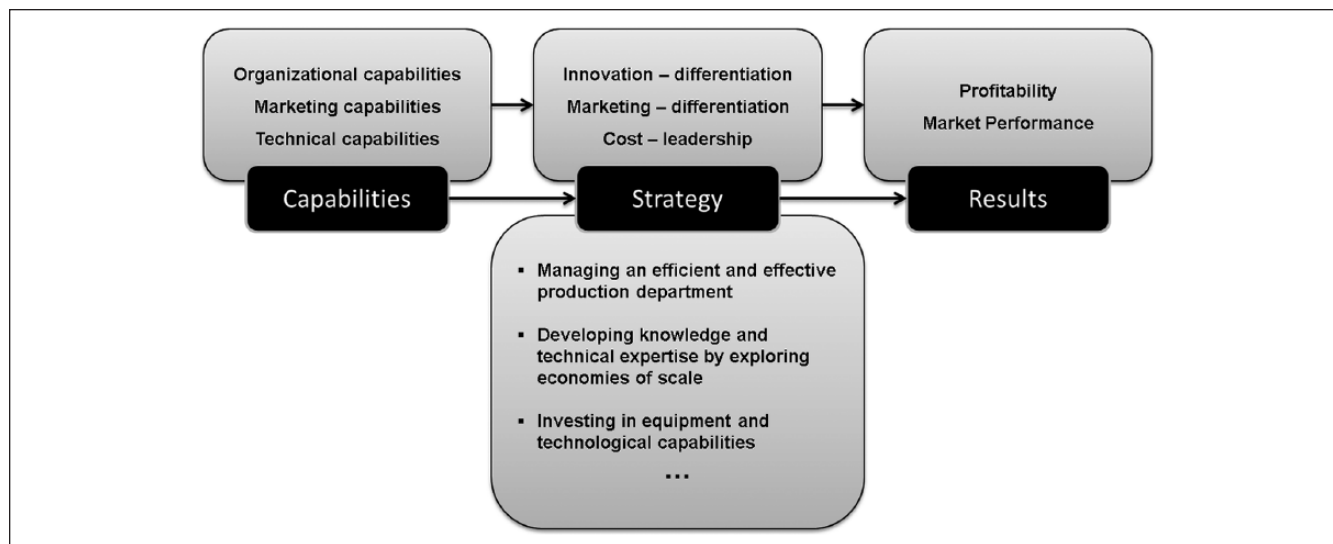 Organizational capabilities
Marketing capabilities
Technical capabilities
Capabilities
Innovation – differentiation
Marketing – differentiation
Cost – leadership
Strategy
Profitability
Market Performance
Results
▪ Managing an efficient and effective
production department
▪ Developing knowledge and
technical expertise by exploring
economies of scale
▪ Investing in equipment and
technological capabilities
...